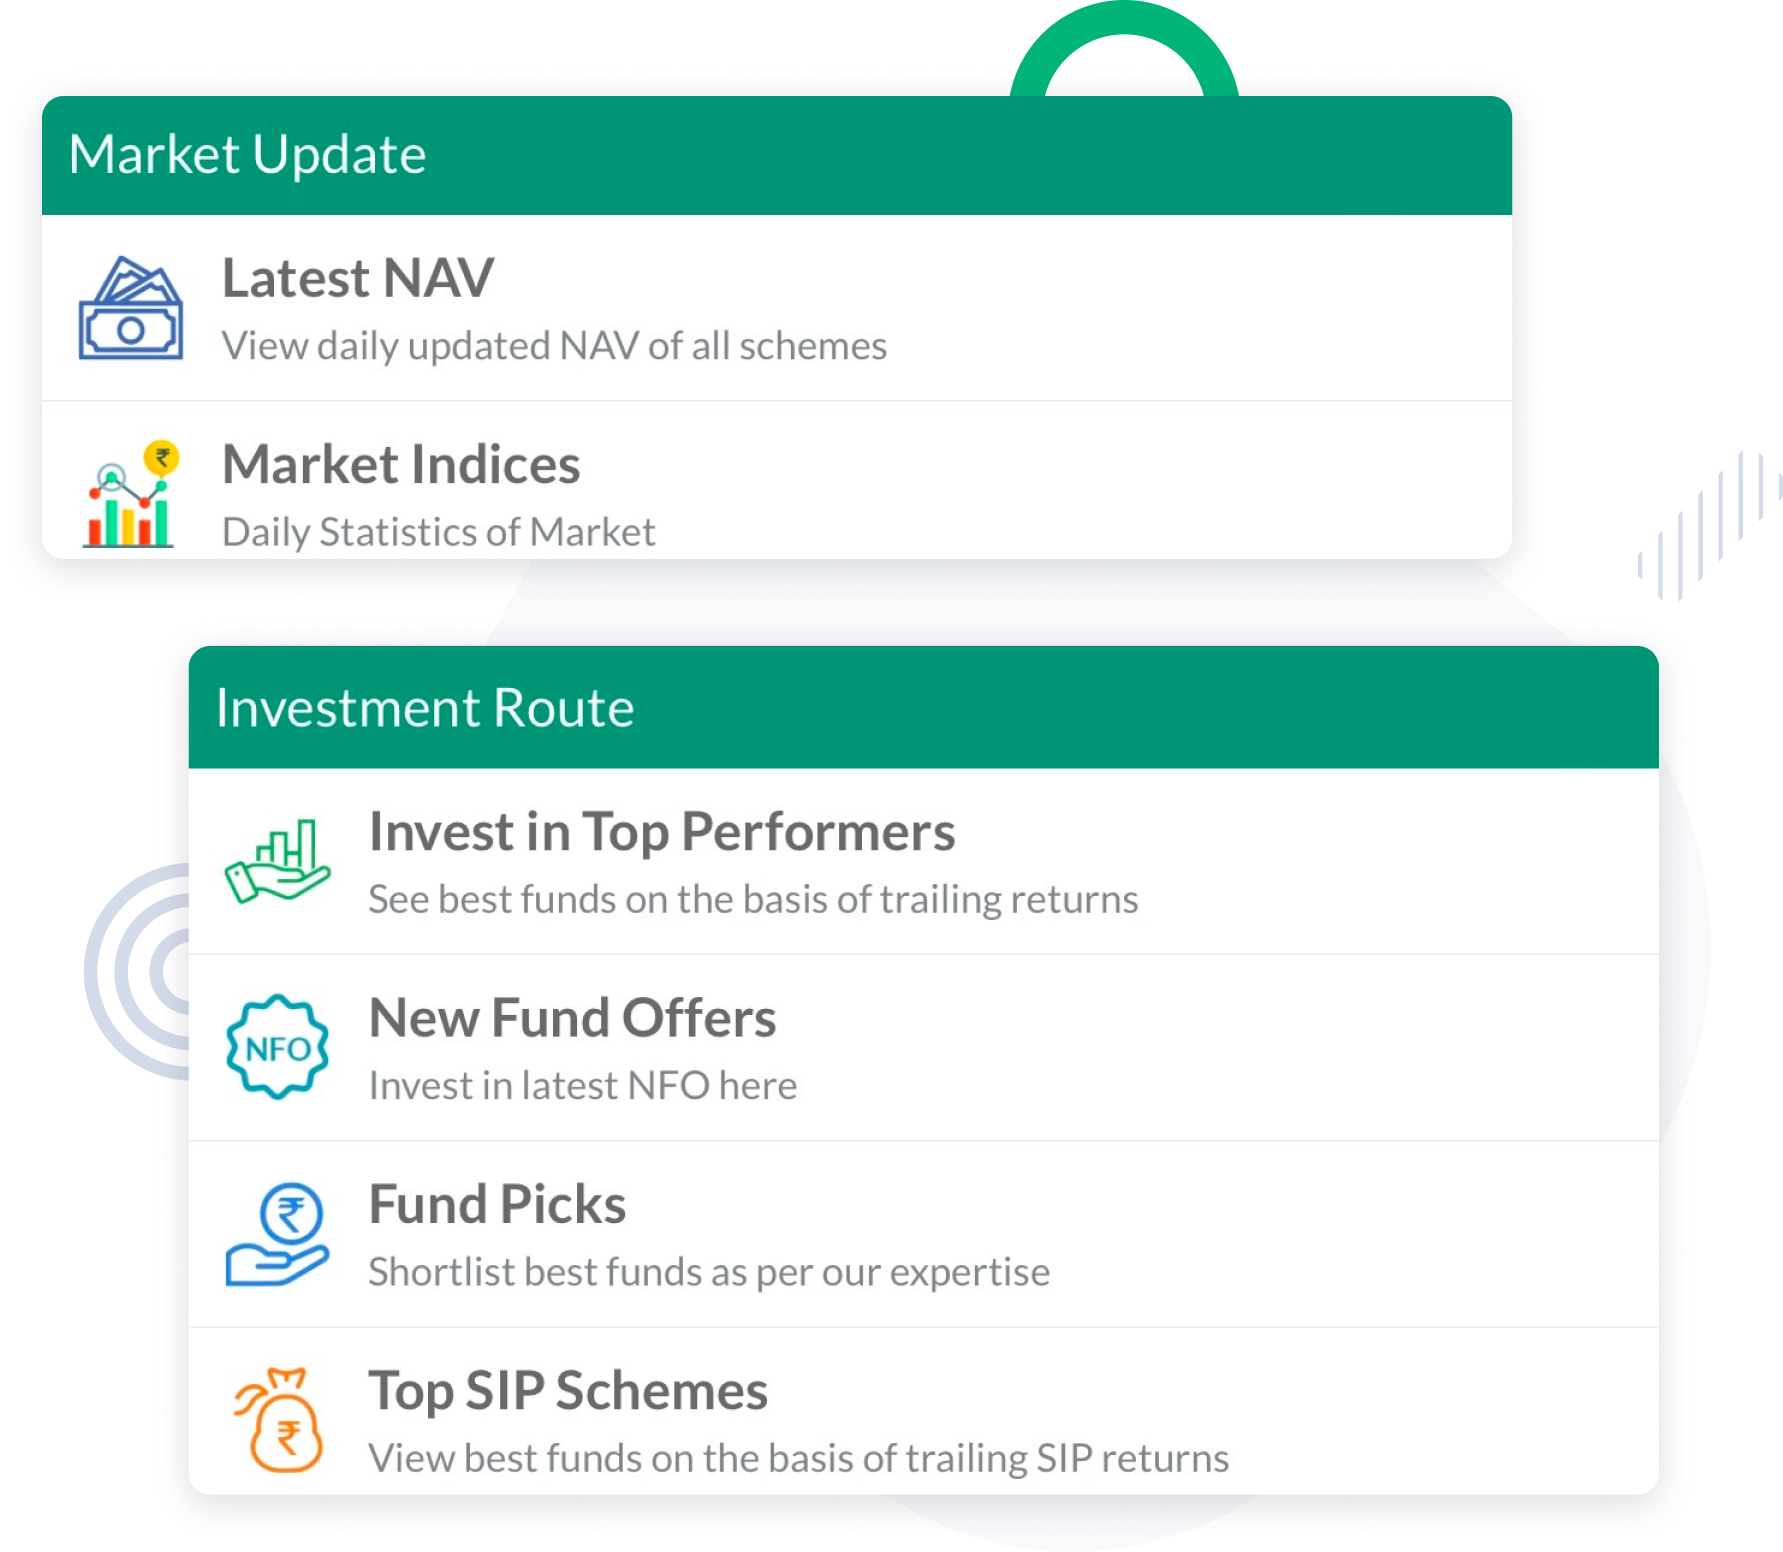 Market Update
Latest NAV
View daily updated NAV of all schemes
₹
Market Indices
Daily Statistics of Market
Investment Route
Invest in Top Performers
See best funds on the basis of trailing returns
New Fund Offers
NFO
Invest in latest NFO here
Fund Picks
₹
Shortlist best funds as per our expertise
Top SIP Schemes
₹
View best funds on the basis of trailing SIP returns